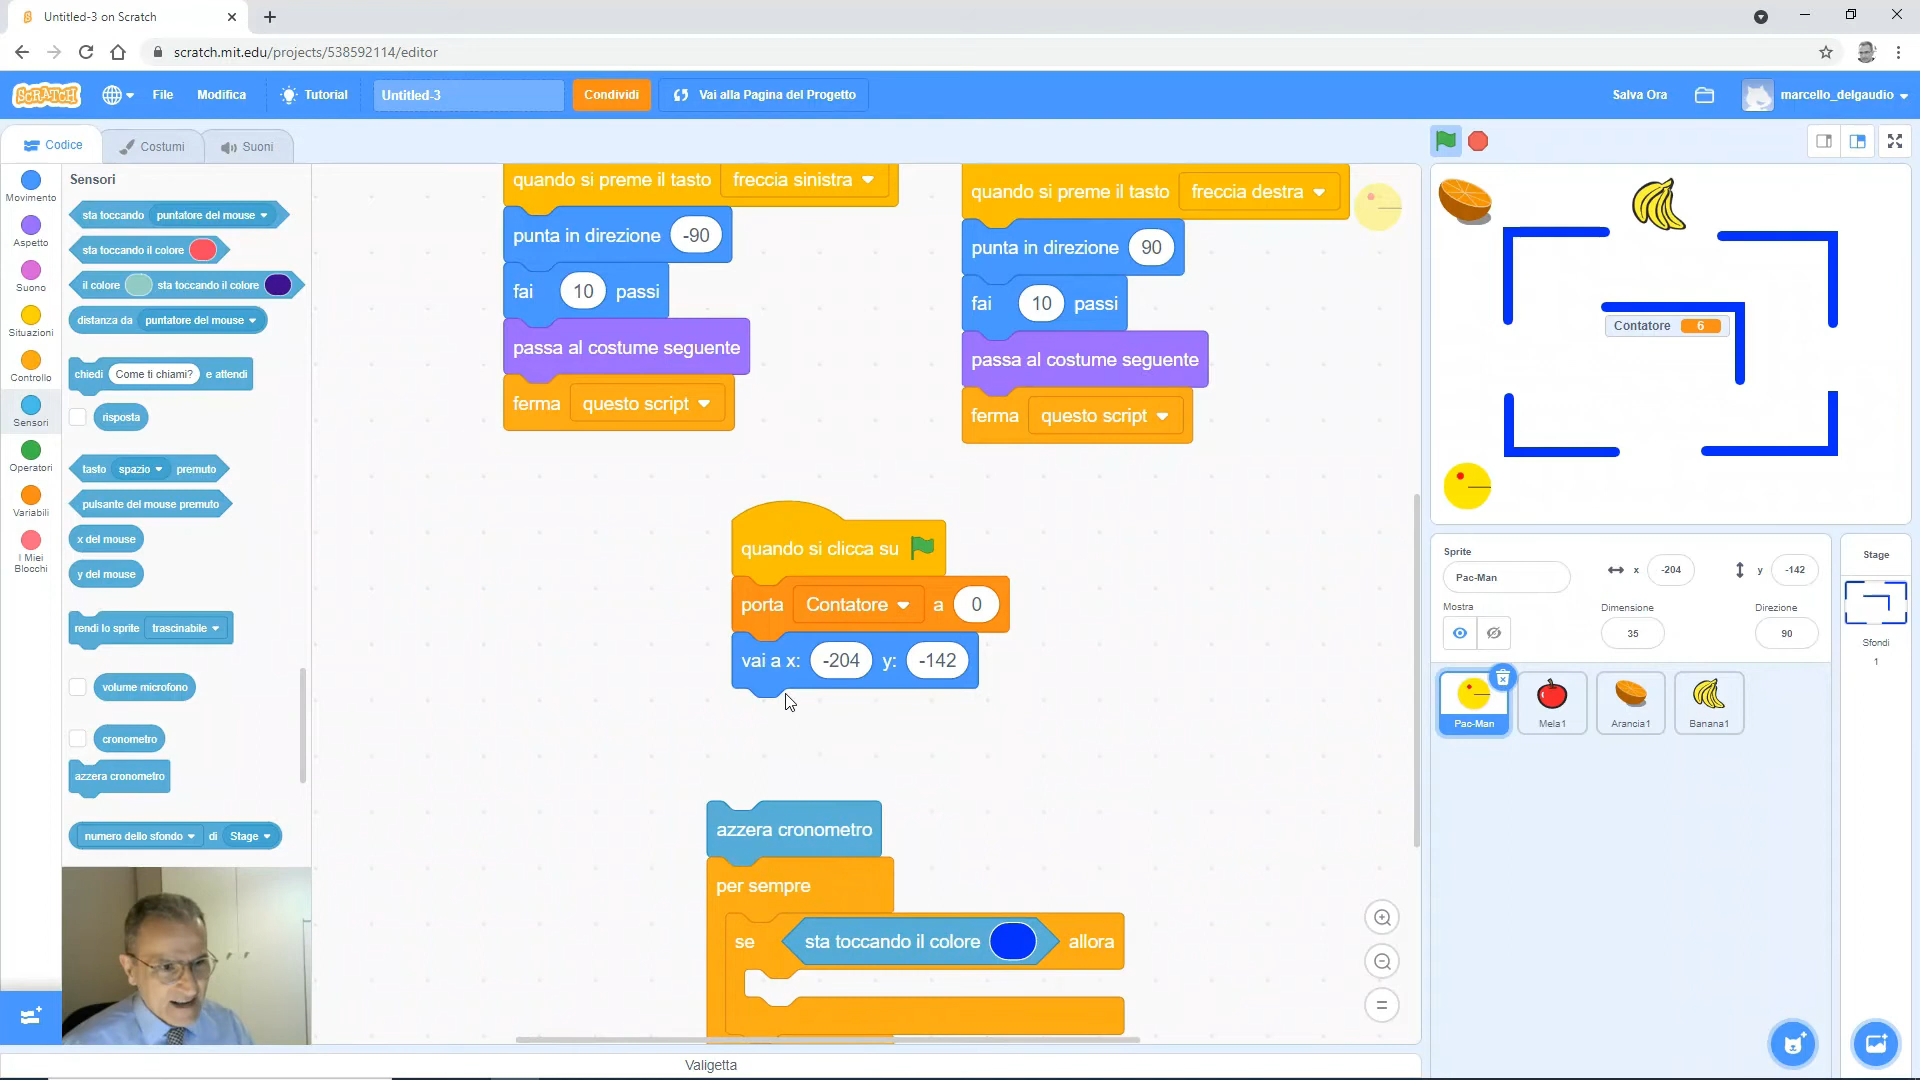 Untitled-3 on Scratch
scratch.mit.edu/projects/538592114/editor
SCRATCH
File
Modifica
Tutorial
Untitled-3
Condividi
Vai alla Pagina del Progetto
Salva Ora
marcello_delgaudio
Codice
Costumi
Suoni
Movimento
Aspetto
Suono
Situazioni
Controllo
Sensori
Operatori
Variabili
I Miei
Blocchi
Sensori
sta toccando puntatore del mouse
sta toccando il colore
il colore sta toccando il colore
distanza da puntatore del mouse
chiedi Come ti chiami? e attendi
risposta
tasto spazio premuto
pulsante del mouse premuto
x del mouse
y del mouse
rendi lo sprite trascinabile
volume microfono
cronometro
azzera cronometro
numero dello sfondo di Stage
quando si preme il tasto freccia sinistra
punta in direzione -90
fai 10 passi
passa al costume seguente
ferma questo script
quando si preme il tasto freccia destra
punta in direzione 90
fai 10 passi
passa al costume seguente
ferma questo script
quando si clicca su
porta Contatore a 0
vai a x: -204 y: -142
azzera cronometro
per sempre
se sta toccando il colore allora
Valigetta
Contatore 6
Sprite
Pac-Man
x -204
y -142
Mostra
Dimensione
35
Direzione
90
Pac-Man
Mela1
Arancia1
Banana1
Stage
Sfondi
1